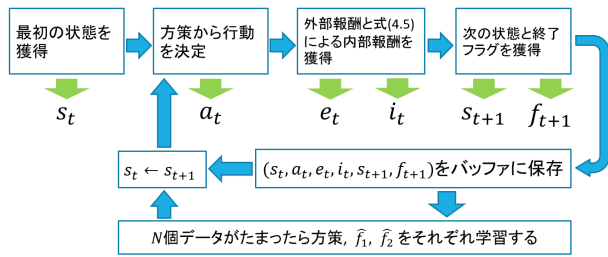 最初の状態を
獲得
方策から行動
を決定
外部報酬と式(4.5)
による内部報酬を
獲得
次の状態と終了
フラグを獲得
s_t
a_t
e_t
i_t
s_{t+1}
f_{t+1}
s_t ← s_{t+1}
(s_t, a_t, e_t, i_t, s_{t+1}, f_{t+1})をバッファに保存
N個データがたまったら方策, \widehat{f_1}, \widehat{f_2} をそれぞれ学習する